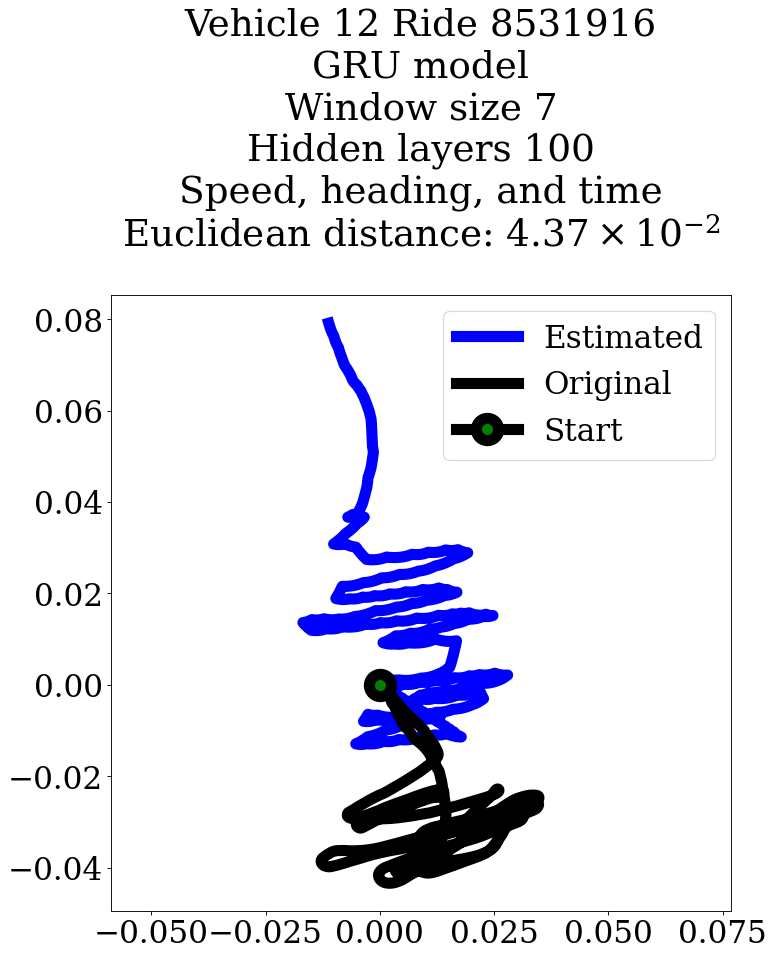 Vehicle 12 Ride 8531916
GRU model
Window size 7
Hidden layers 100
Speed, heading, and time
Euclidean distance: 4.37 × 10⁻²
Estimated
Original
Start
0.08
0.06
0.04
0.02
0.00
−0.02
−0.04
−0.050 −0.025 0.000 0.025 0.050 0.075